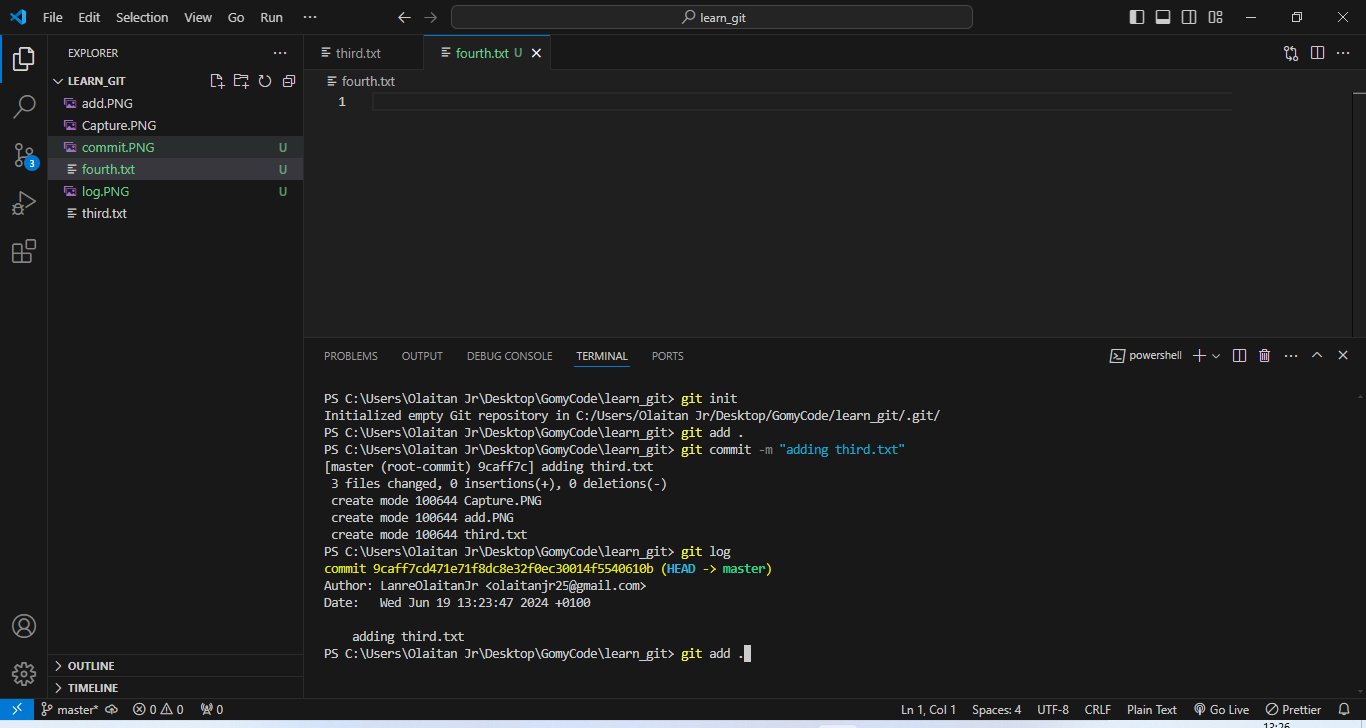 File Edit Selection View Go Run ··· learn_git
EXPLORER ···
LEARN_GIT
add.PNG
Capture.PNG
commit.PNG U
fourth.txt U
log.PNG U
third.txt
3
OUTLINE
TIMELINE
third.txt fourth.txt U
fourth.txt
1
PROBLEMS OUTPUT DEBUG CONSOLE TERMINAL PORTS powershell
PS C:\Users\Olaitan Jr\Desktop\GomyCode\learn_git> git init
Initialized empty Git repository in C:/Users/Olaitan Jr/Desktop/GomyCode/learn_git/.git/
PS C:\Users\Olaitan Jr\Desktop\GomyCode\learn_git> git add .
PS C:\Users\Olaitan Jr\Desktop\GomyCode\learn_git> git commit -m "adding third.txt"
[master (root-commit) 9caff7c] adding third.txt
 3 files changed, 0 insertions(+), 0 deletions(-)
 create mode 100644 Capture.PNG
 create mode 100644 add.PNG
 create mode 100644 third.txt
PS C:\Users\Olaitan Jr\Desktop\GomyCode\learn_git> git log
commit 9caff7cd471e71f8dc8e32f0ec30014f5540610b (HEAD -> master)
Author: LanreOlaitanJr <olaitanjr25@gmail.com>
Date:   Wed Jun 19 13:23:47 2024 +0100
    adding third.txt
PS C:\Users\Olaitan Jr\Desktop\GomyCode\learn_git> git add .
master* 0 0 0 Ln 1, Col 1 Spaces: 4 UTF-8 CRLF Plain Text Go Live Prettier
13:26